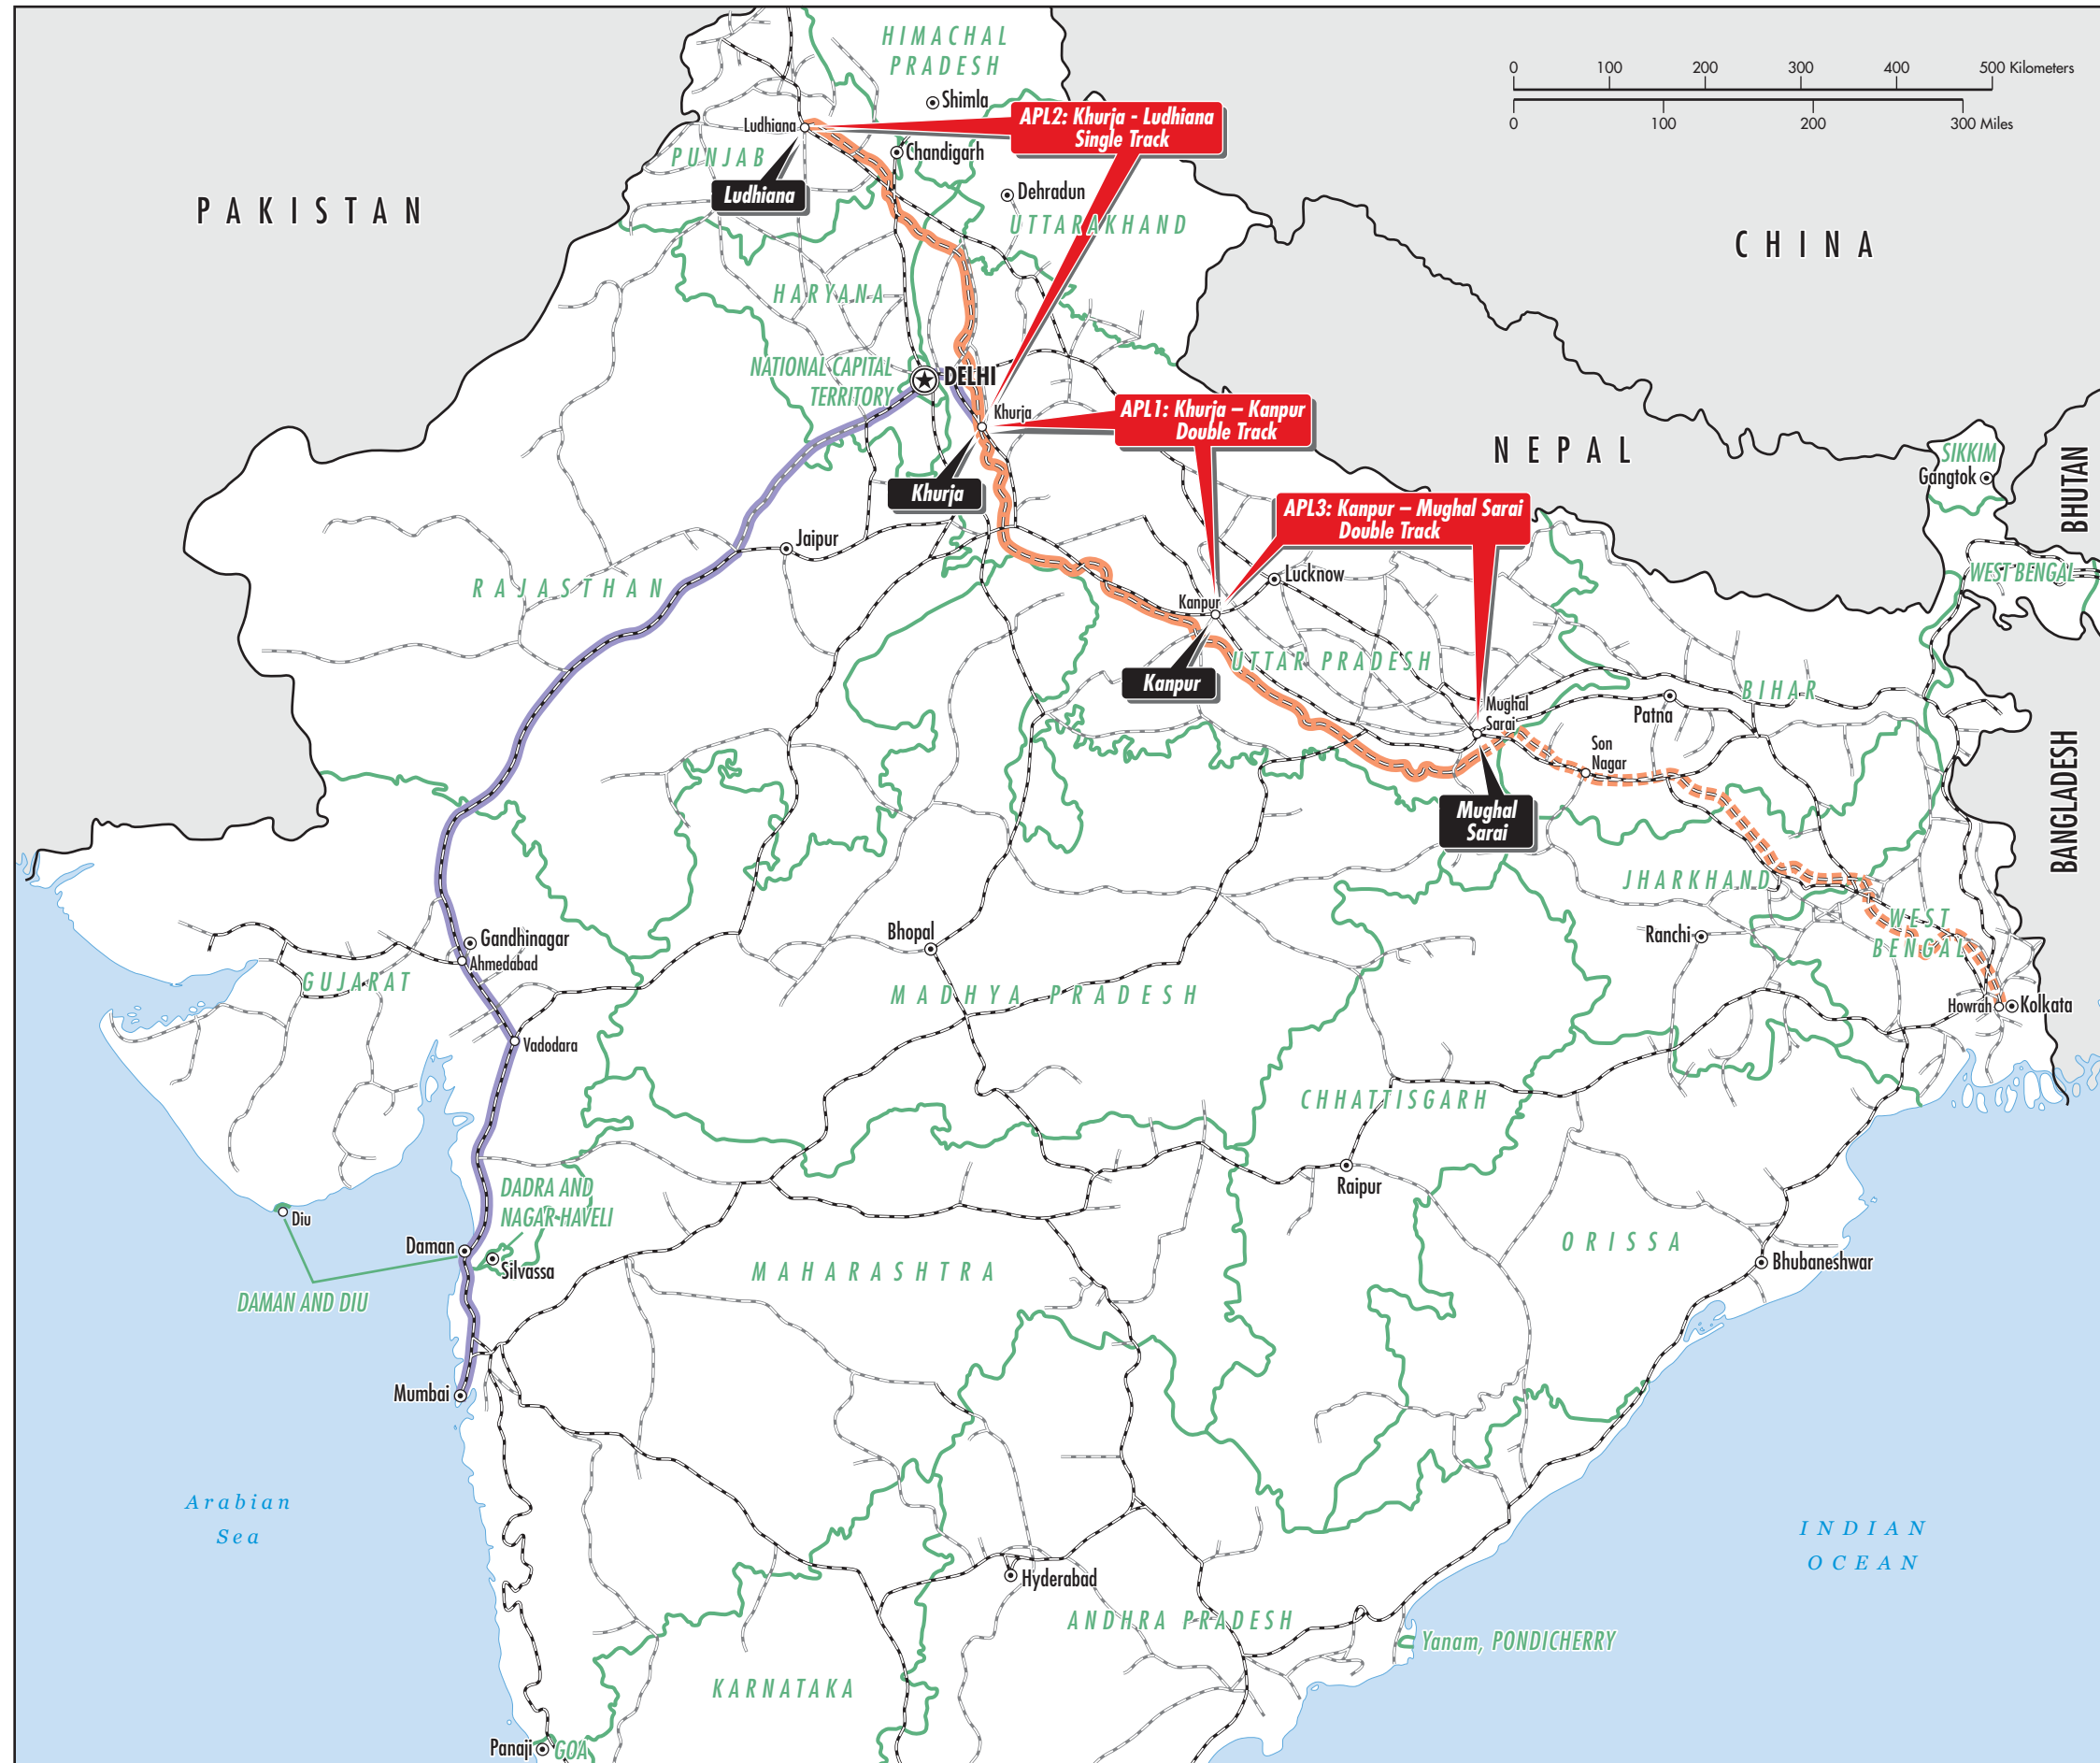 HIMACHAL
PRADESH
0 100 200 300 400 500 Kilometers
0 100 200 300 Miles
Shimla
APL2: Khurja - Ludhiana
Single Track
Ludhiana
PUNJAB
Chandigarh
Ludhiana
Dehradun
PAKISTAN
UTTARAKHAND
CHINA
HARYANA
NATIONAL CAPITAL
TERRITORY
DELHI
Khurja
APL1: Khurja – Kanpur
Double Track
NEPAL
SIKKIM
Gangtok
BHUTAN
Khurja
APL3: Kanpur – Mughal Sarai
Double Track
Jaipur
RAJASTHAN
Lucknow
WEST BENGAL
Kanpur
UTTAR PRADESH
Kanpur
BIHAR
Mughal
Sarai
Patna
Son
Nagar
BANGLADESH
Mughal
Sarai
JHARKHAND
WEST
BENGAL
Bhopal
Ranchi
Gandhinagar
Ahmedabad
GUJARAT
MADHYA PRADESH
Howrah
Kolkata
Vadodara
CHHATTISGARH
Raipur
DADRA AND
NAGAR-HAVELI
Diu
Daman
Silvassa
DAMAN AND DIU
MAHARASHTRA
ORISSA
Bhubaneshwar
Mumbai
Arabian
Sea
INDIAN
OCEAN
Hyderabad
ANDHRA PRADESH
Yanam, PONDICHERRY
KARNATAKA
Panaji
GOA